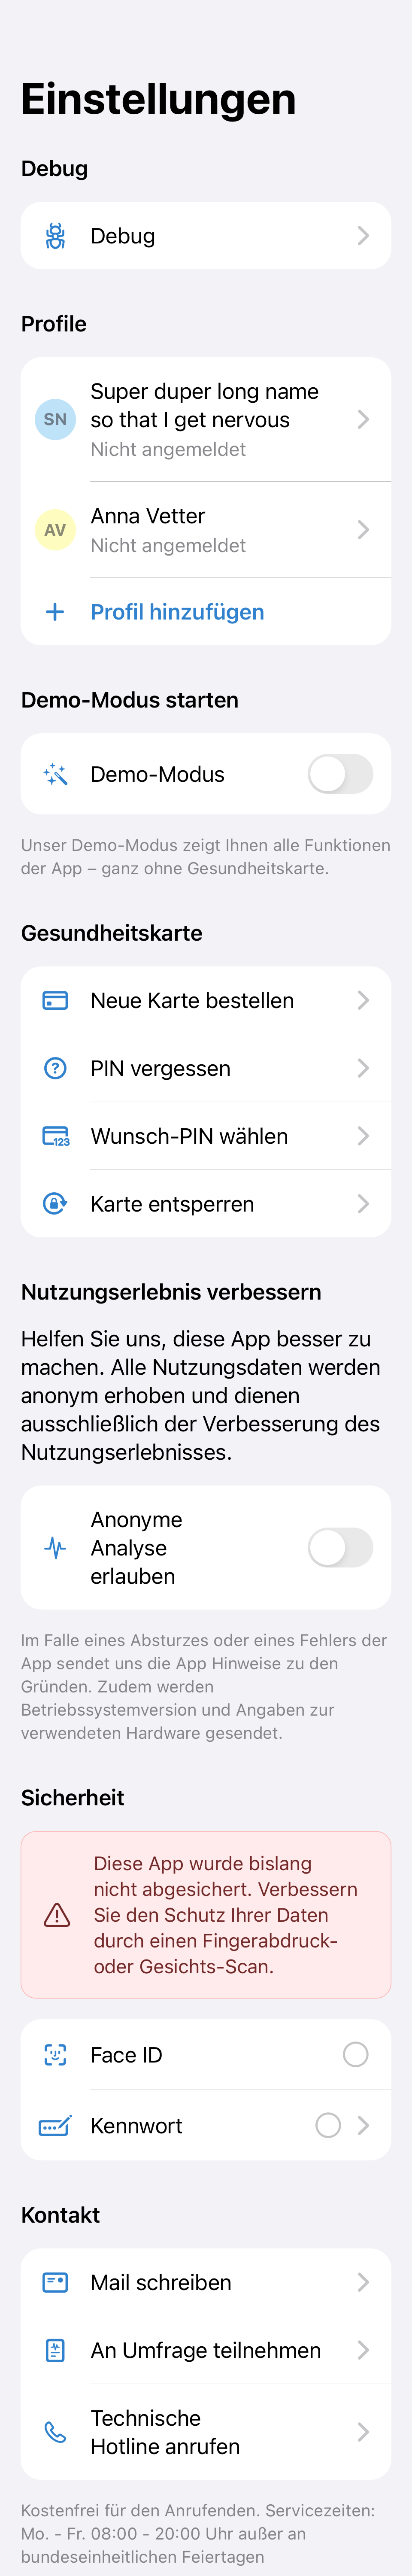 Einstellungen
Debug
Debug
Profile
SN
Super duper long name
so that I get nervous
Nicht angemeldet
AV
Anna Vetter
Nicht angemeldet
Profil hinzufügen
Demo-Modus starten
Demo-Modus
Unser Demo-Modus zeigt Ihnen alle Funktionen
der App – ganz ohne Gesundheitskarte.
Gesundheitskarte
Neue Karte bestellen
PIN vergessen
123
Wunsch-PIN wählen
Karte entsperren
Nutzungserlebnis verbessern
Helfen Sie uns, diese App besser zu
machen. Alle Nutzungsdaten werden
anonym erhoben und dienen
ausschließlich der Verbesserung des
Nutzungserlebnisses.
Anonyme
Analyse
erlauben
Im Falle eines Absturzes oder eines Fehlers der
App sendet uns die App Hinweise zu den
Gründen. Zudem werden
Betriebssystemversion und Angaben zur
verwendeten Hardware gesendet.
Sicherheit
Diese App wurde bislang
nicht abgesichert. Verbessern
Sie den Schutz Ihrer Daten
durch einen Fingerabdruck-
oder Gesichts-Scan.
Face ID
Kennwort
Kontakt
Mail schreiben
An Umfrage teilnehmen
Technische
Hotline anrufen
Kostenfrei für den Anrufenden. Servicezeiten:
Mo. - Fr. 08:00 - 20:00 Uhr außer an
bundeseinheitlichen Feiertagen